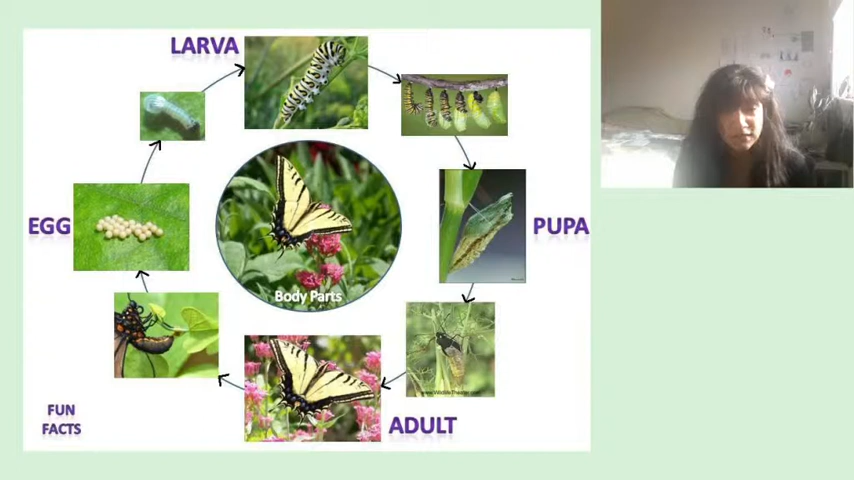 LARVA
EGG
PUPA
Body Parts
ADULT
FUN
FACTS